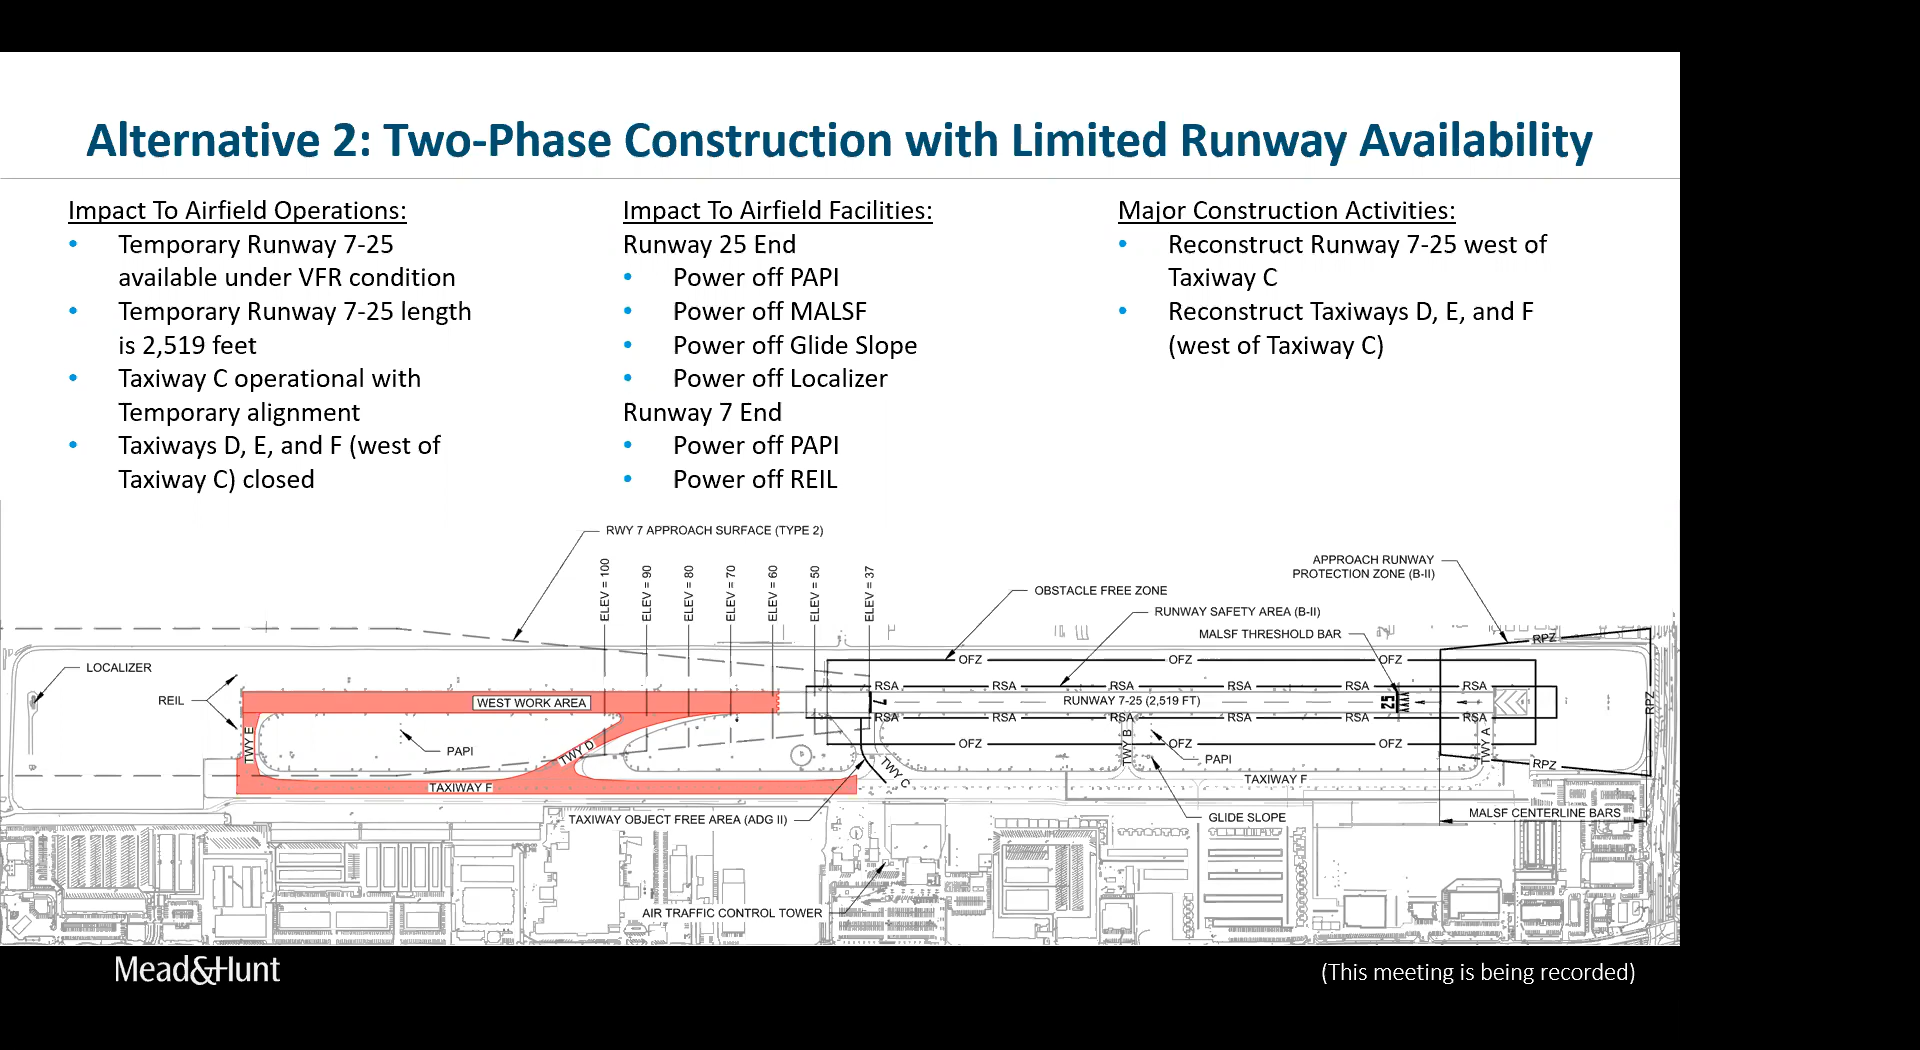 Alternative 2: Two-Phase Construction with Limited Runway Availability
Impact To Airfield Operations:
• Temporary Runway 7-25
available under VFR condition
• Temporary Runway 7-25 length
is 2,519 feet
• Taxiway C operational with
Temporary alignment
• Taxiways D, E, and F (west of
Taxiway C) closed
Impact To Airfield Facilities:
Runway 25 End
• Power off PAPI
• Power off MALSF
• Power off Glide Slope
• Power off Localizer
Runway 7 End
• Power off PAPI
• Power off REIL
Major Construction Activities:
• Reconstruct Runway 7-25 west of
Taxiway C
• Reconstruct Taxiways D, E, and F
(west of Taxiway C)
RWY 7 APPROACH SURFACE (TYPE 2)
ELEV = 100
ELEV = 90
ELEV = 80
ELEV = 70
ELEV = 60
ELEV = 50
ELEV = 37
APPROACH RUNWAY
PROTECTION ZONE (B-II)
OBSTACLE FREE ZONE
RUNWAY SAFETY AREA (B-II)
MALSF THRESHOLD BAR
RPZ
OFZ OFZ OFZ
LOCALIZER
REIL
RSA RSA RSA RSA RSA RSA
WEST WORK AREA
7
RUNWAY 7-25 (2,519 FT)
25
RPZ
RSA RSA RSA RSA RSA RSA
TWY E
PAPI
TWY D
OFZ OFZ OFZ
TWY B
PAPI
TWY A
RPZ
TWY C
TAXIWAY F
TAXIWAY F
TAXIWAY OBJECT FREE AREA (ADG II)
GLIDE SLOPE
MALSF CENTERLINE BARS
AIR TRAFFIC CONTROL TOWER
Mead&Hunt
(This meeting is being recorded)